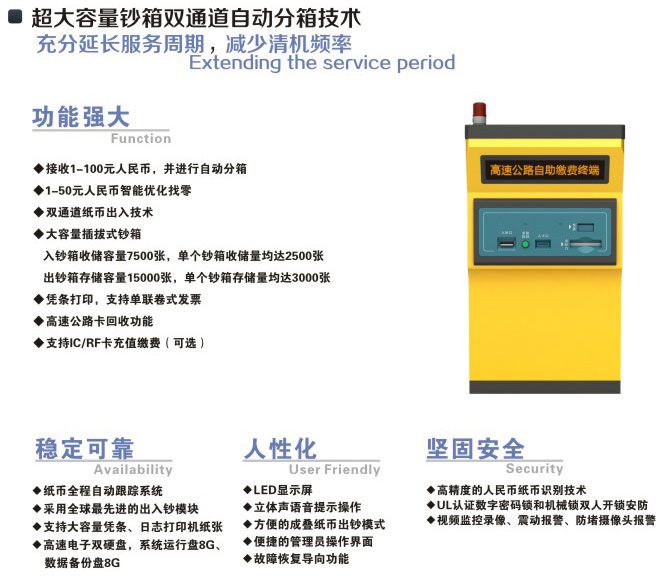 超大容量钞箱双通道自动分箱技术
充分延长服务周期，减少清机频率
Extending the service period
功能强大
Function
◆接收1-100元人民币，并进行自动分箱
◆1-50元人民币智能优化找零
◆双通道纸币出入技术
◆大容量插拔式钞箱
入钞箱收储容量7500张，单个钞箱收储量均达2500张
出钞箱存储容量15000张，单个钞箱存储量均达3000张
◆凭条打印，支持单联卷式发票
◆高速公路卡回收功能
◆支持IC/RF卡充值缴费（可选）
高速公路自助缴费终端
稳定可靠
Availability
◆纸币全程自动跟踪系统
◆采用全球最先进的出入钞模块
◆支持大容量凭条、日志打印机纸张
◆高速电子双硬盘，系统运行盘8G、
数据备份盘8G
人性化
User Friendly
◆LED显示屏
◆立体声语音提示操作
◆方便的成叠纸币出钞模式
◆便捷的管理员操作界面
◆故障恢复导向功能
坚固安全
Security
◆高精度的人民币纸币识别技术
◆UL认证数字密码锁和机械锁双人开锁安防
◆视频监控录像、震动报警、防堵摄像头报警